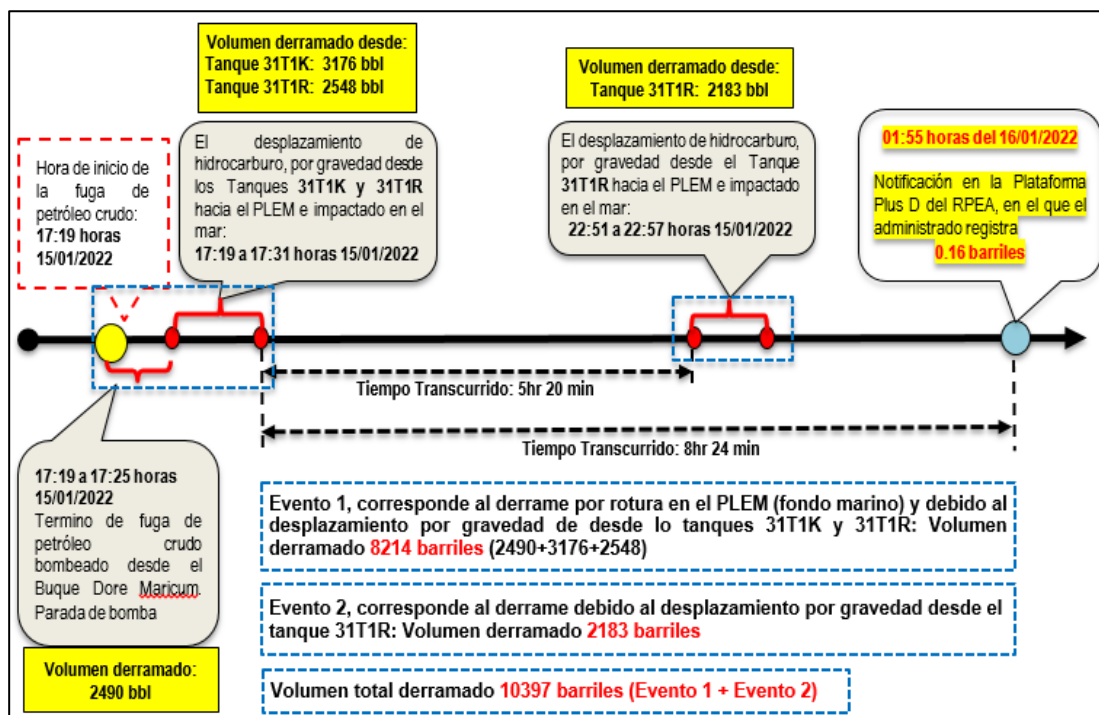 Volumen derramado desde:
Tanque 31T1K: 3176 bbl
Tanque 31T1R: 2548 bbl
Volumen derramado desde:
Tanque 31T1R: 2183 bbl
Hora de inicio de
la fuga de
petróleo crudo:
17:19 horas
15/01/2022
El desplazamiento de
hidrocarburo, por gravedad desde
los Tanques 31T1K y 31T1R
hacia el PLEM e impactado en el
mar:
17:19 a 17:31 horas 15/01/2022
El desplazamiento de hidrocarburo,
por gravedad desde el Tanque
31T1R hacia el PLEM e impactado
en el mar:
22:51 a 22:57 horas 15/01/2022
01:55 horas del 16/01/2022
Notificación en la Plataforma
Plus D del RPEA, en el que el
administrado registra
0.16 barriles
Tiempo Transcurrido: 5hr 20 min
Tiempo Transcurrido: 8hr 24 min
17:19 a 17:25 horas
15/01/2022
Termino de fuga de
petróleo crudo
bombeado desde el
Buque Dore Maricum.
Parada de bomba
Volumen derramado:
2490 bbl
Evento 1, corresponde al derrame por rotura en el PLEM (fondo marino) y debido al
desplazamiento por gravedad de desde lo tanques 31T1K y 31T1R: Volumen
derramado 8214 barriles (2490+3176+2548)
Evento 2, corresponde al derrame debido al desplazamiento por gravedad desde el
tanque 31T1R: Volumen derramado 2183 barriles
Volumen total derramado 10397 barriles (Evento 1 + Evento 2)